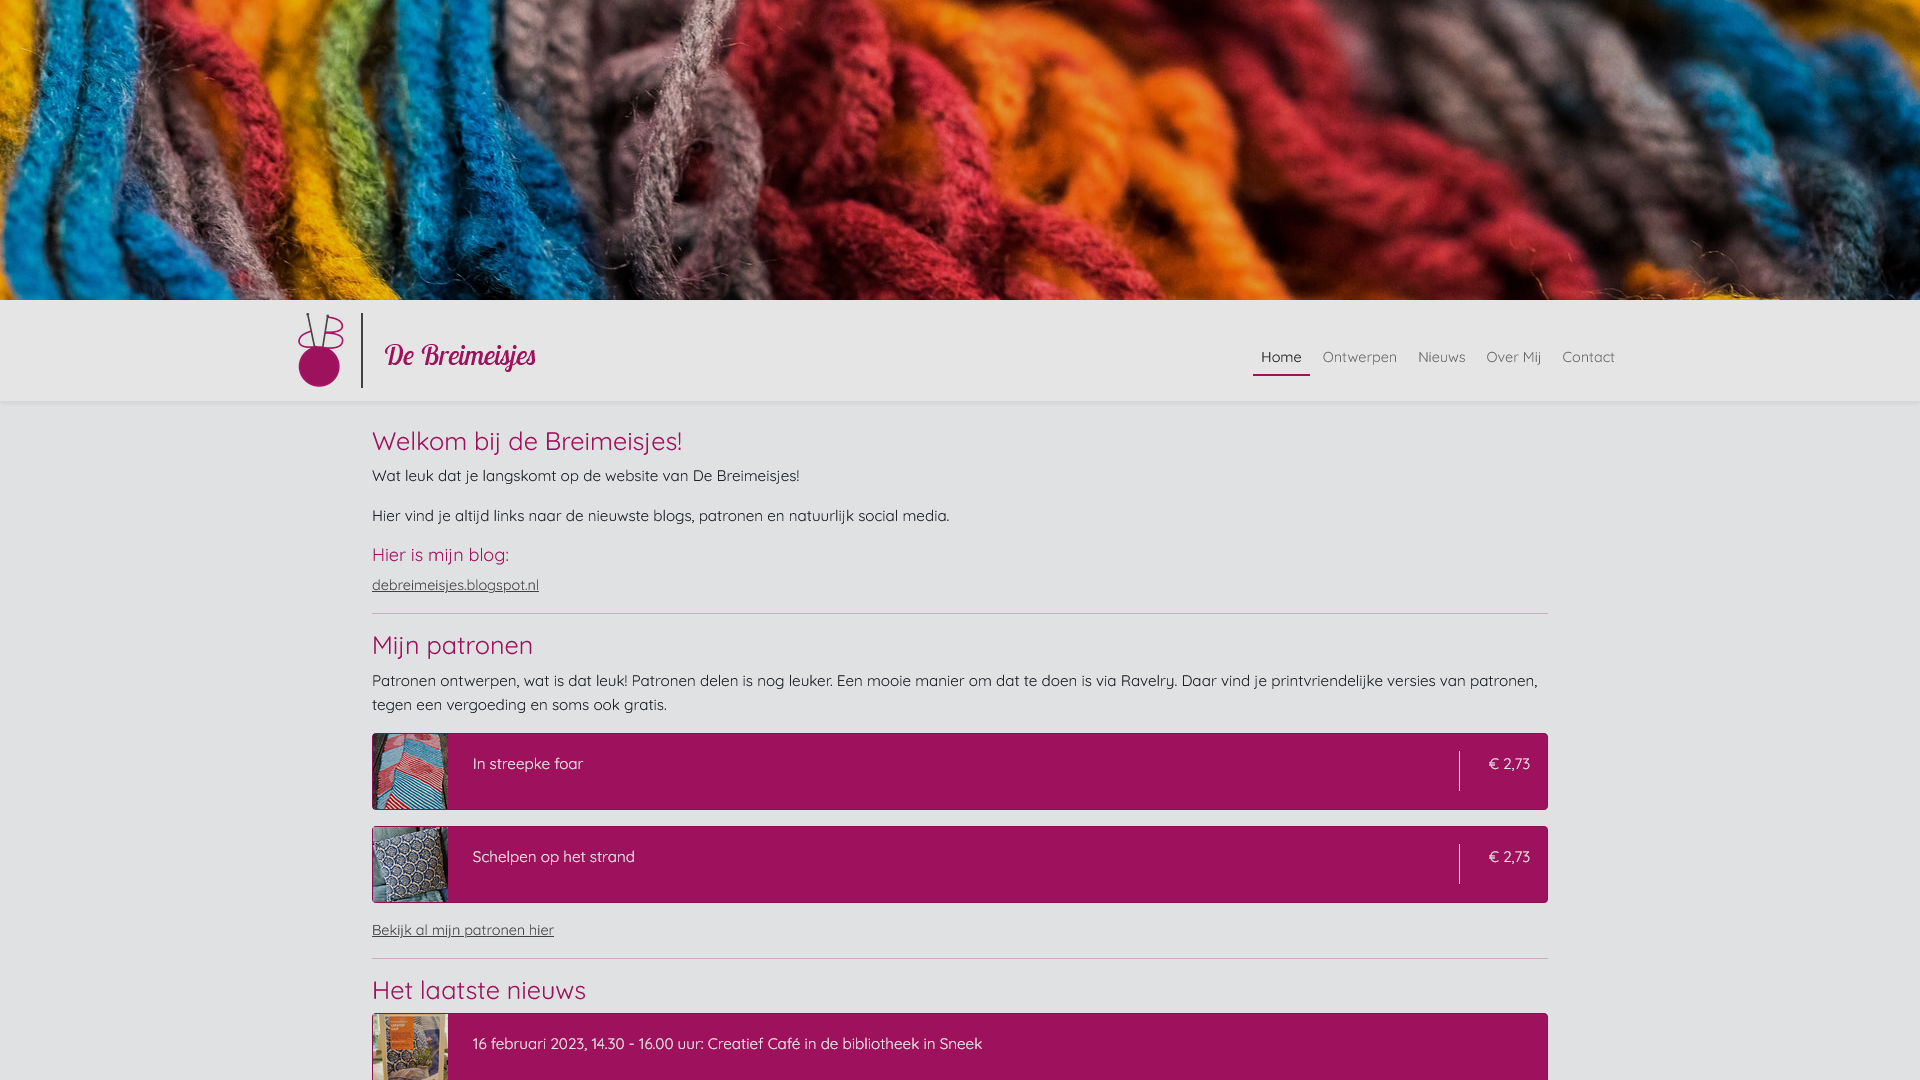 De Breimeisjes
Home
Ontwerpen
Nieuws
Over Mij
Contact
Welkom bij de Breimeisjes!
Wat leuk dat je langskomt op de website van De Breimeisjes!
Hier vind je altijd links naar de nieuwste blogs, patronen en natuurlijk social media.
Hier is mijn blog:
debreimeisjes.blogspot.nl
Mijn patronen
Patronen ontwerpen, wat is dat leuk! Patronen delen is nog leuker. Een mooie manier om dat te doen is via Ravelry. Daar vind je printvriendelijke versies van patronen,
tegen een vergoeding en soms ook gratis.
In streepke foar
€ 2,73
Schelpen op het strand
€ 2,73
Bekijk al mijn patronen hier
Het laatste nieuws
16 februari 2023, 14.30 - 16.00 uur: Creatief Café in de bibliotheek in Sneek